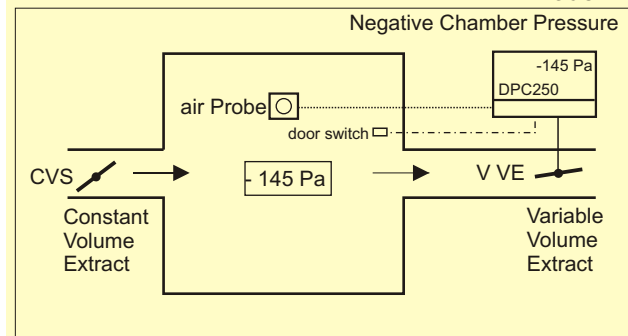 Negative Chamber Pressure
-145 Pa
DPC250
air Probe
door switch
CVS
- 145 Pa
V VE
Constant
Volume
Extract
Variable
Volume
Extract